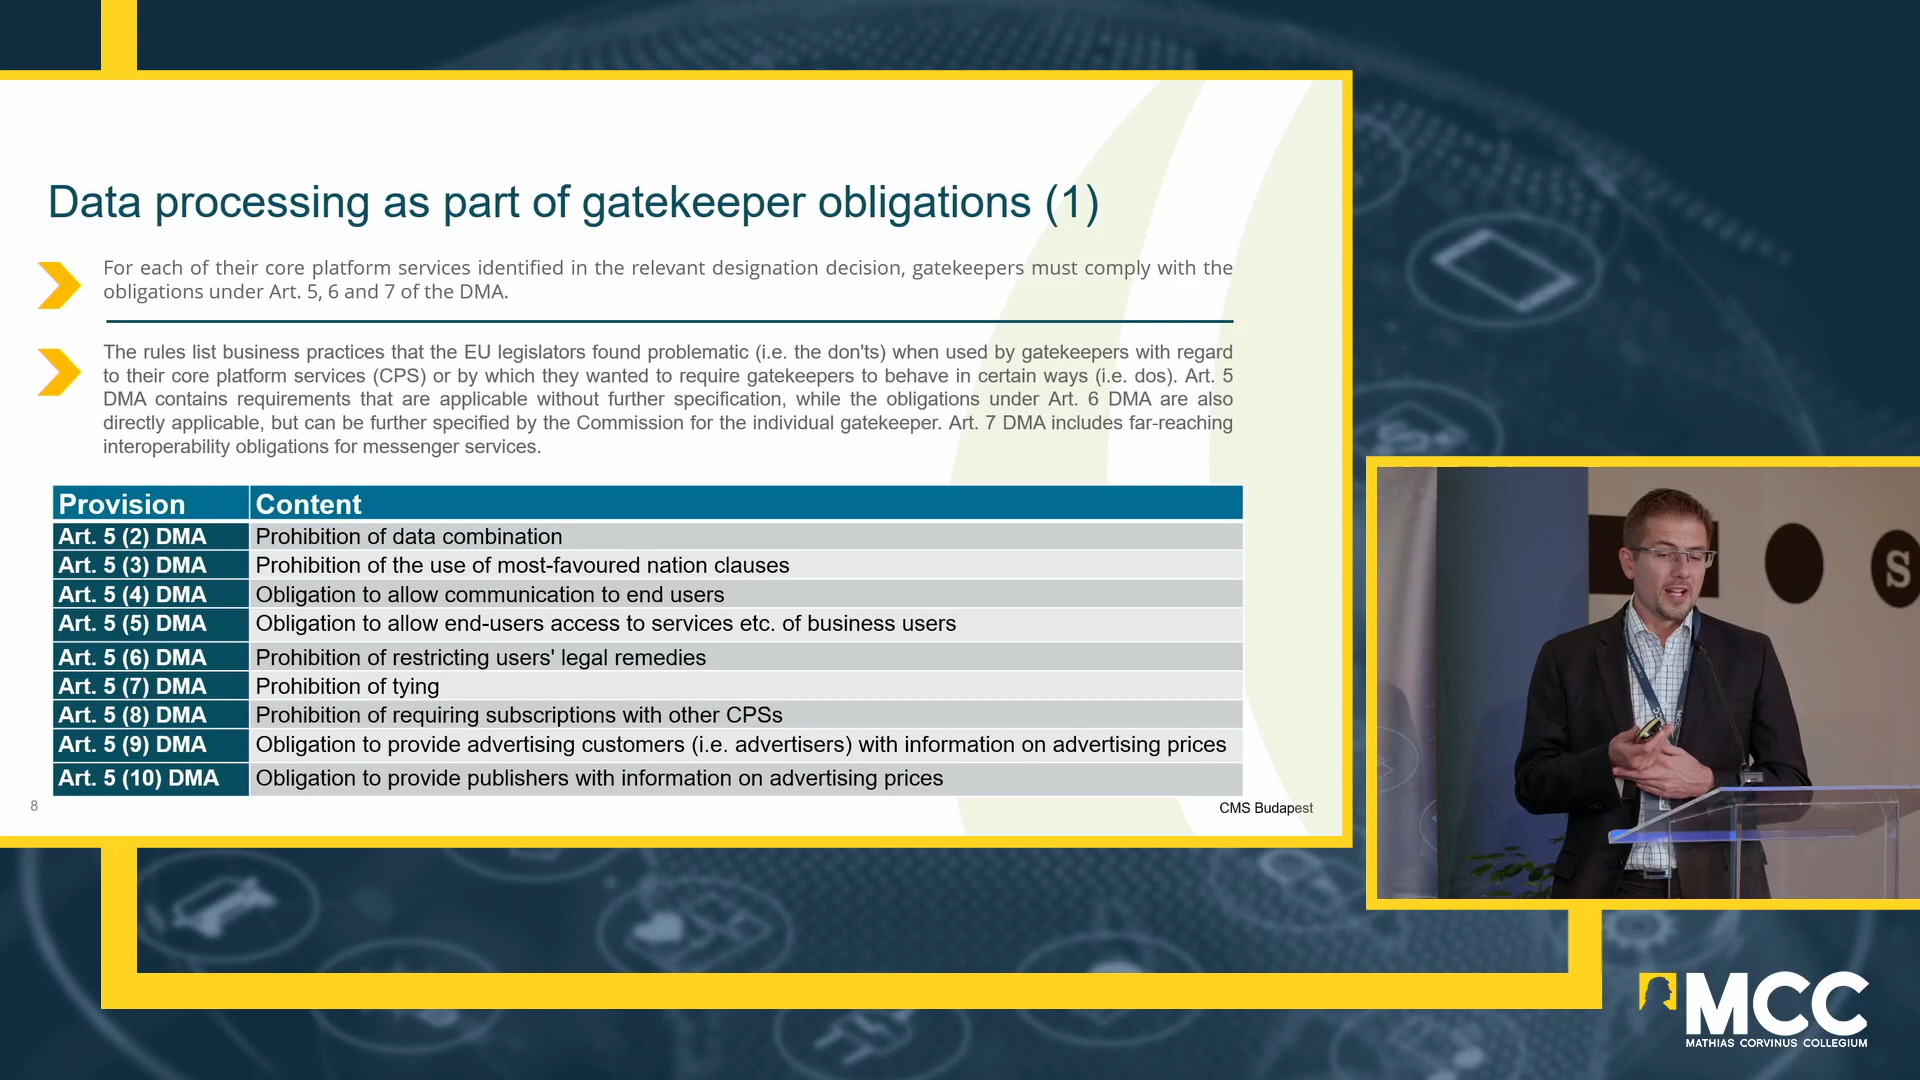 Data processing as part of gatekeeper obligations (1)
For each of their core platform services identified in the relevant designation decision, gatekeepers must comply with the
obligations under Art. 5, 6 and 7 of the DMA.
The rules list business practices that the EU legislators found problematic (i.e. the don'ts) when used by gatekeepers with regard
to their core platform services (CPS) or by which they wanted to require gatekeepers to behave in certain ways (i.e. dos). Art. 5
DMA contains requirements that are applicable without further specification, while the obligations under Art. 6 DMA are also
directly applicable, but can be further specified by the Commission for the individual gatekeeper. Art. 7 DMA includes far-reaching
interoperability obligations for messenger services.
Provision Content
Art. 5 (2) DMA Prohibition of data combination
Art. 5 (3) DMA Prohibition of the use of most-favoured nation clauses
Art. 5 (4) DMA Obligation to allow communication to end users
Art. 5 (5) DMA Obligation to allow end-users access to services etc. of business users
Art. 5 (6) DMA Prohibition of restricting users' legal remedies
Art. 5 (7) DMA Prohibition of tying
Art. 5 (8) DMA Prohibition of requiring subscriptions with other CPSs
Art. 5 (9) DMA Obligation to provide advertising customers (i.e. advertisers) with information on advertising prices
Art. 5 (10) DMA Obligation to provide publishers with information on advertising prices
8
CMS Budapest
S
MCC
MATHIAS CORVINUS COLLEGIUM